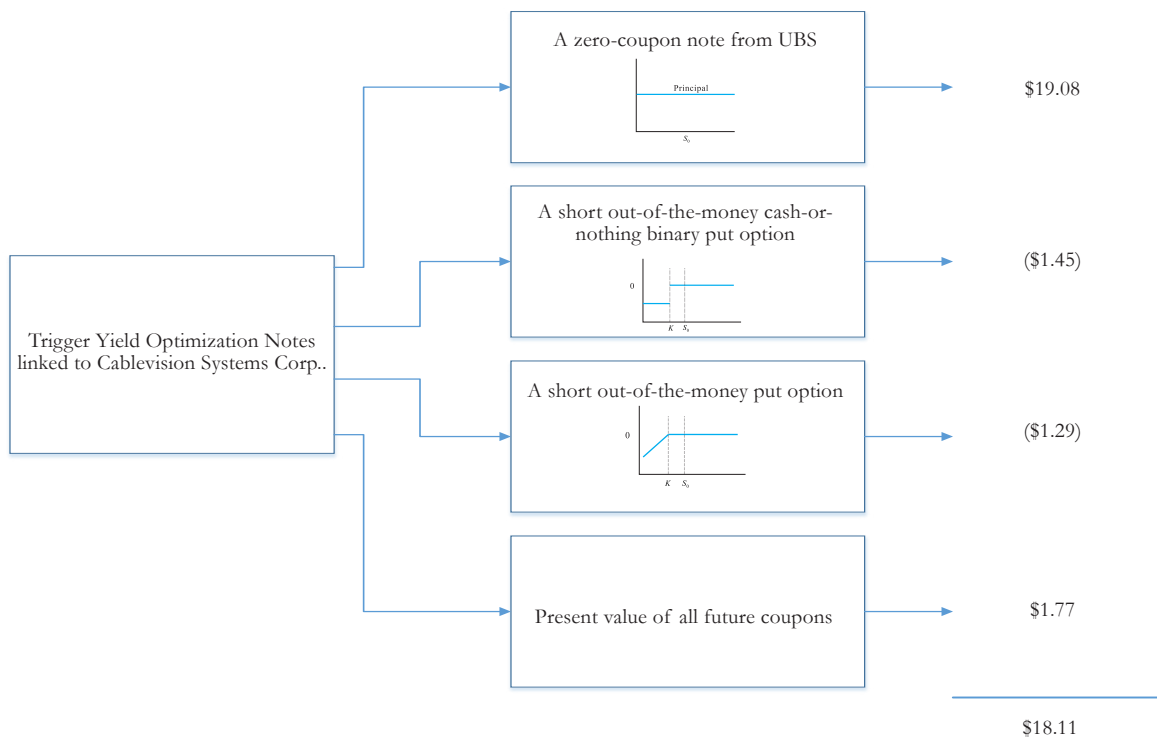 A zero-coupon note from UBS
Principal
S₀
$19.08
A short out-of-the-money cash-or-
nothing binary put option
0
K S₀
($1.45)
Trigger Yield Optimization Notes
linked to Cablevision Systems Corp..
A short out-of-the-money put option
0
K S₀
($1.29)
Present value of all future coupons
$1.77
$18.11